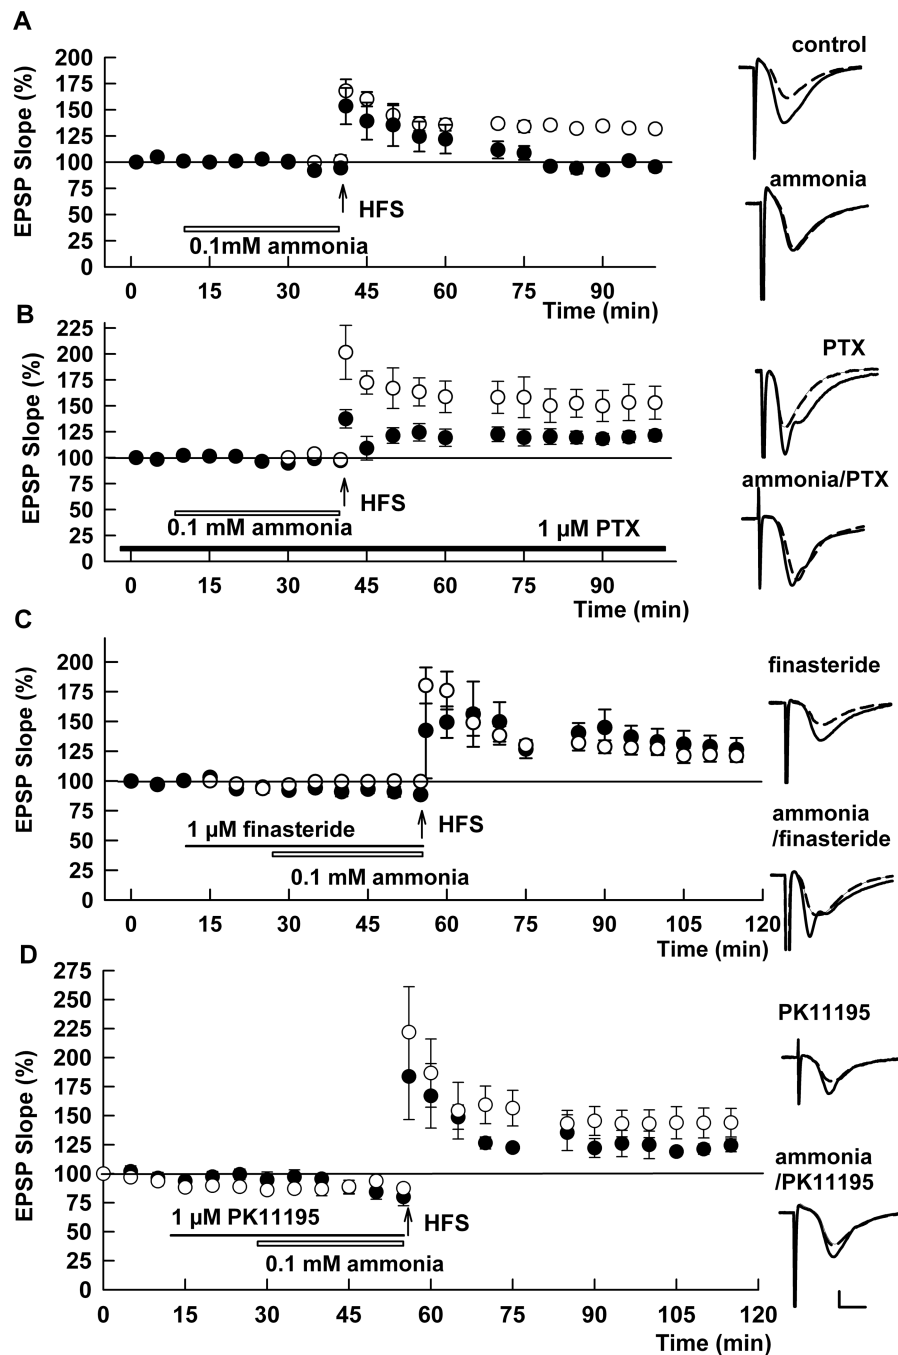 A
EPSP Slope (%)
200
175
150
125
100
75
50
25
0
HFS
0.1mM ammonia
0 15 30 45 60 75 90
Time (min)
control
ammonia
B
EPSP Slope (%)
225
200
175
150
125
100
75
50
25
0
HFS
0.1 mM ammonia
1 µM PTX
0 15 30 45 60 75 90
Time (min)
PTX
ammonia/PTX
C
EPSP Slope (%)
200
175
150
125
100
75
50
25
0
HFS
1 µM finasteride
0.1 mM ammonia
0 15 30 45 60 75 90 105 120
Time (min)
finasteride
ammonia
/finasteride
D
EPSP Slope (%)
275
250
225
200
175
150
125
100
75
50
25
0
HFS
1 µM PK11195
0.1 mM ammonia
0 15 30 45 60 75 90 105 120
Time (min)
PK11195
ammonia
/PK11195